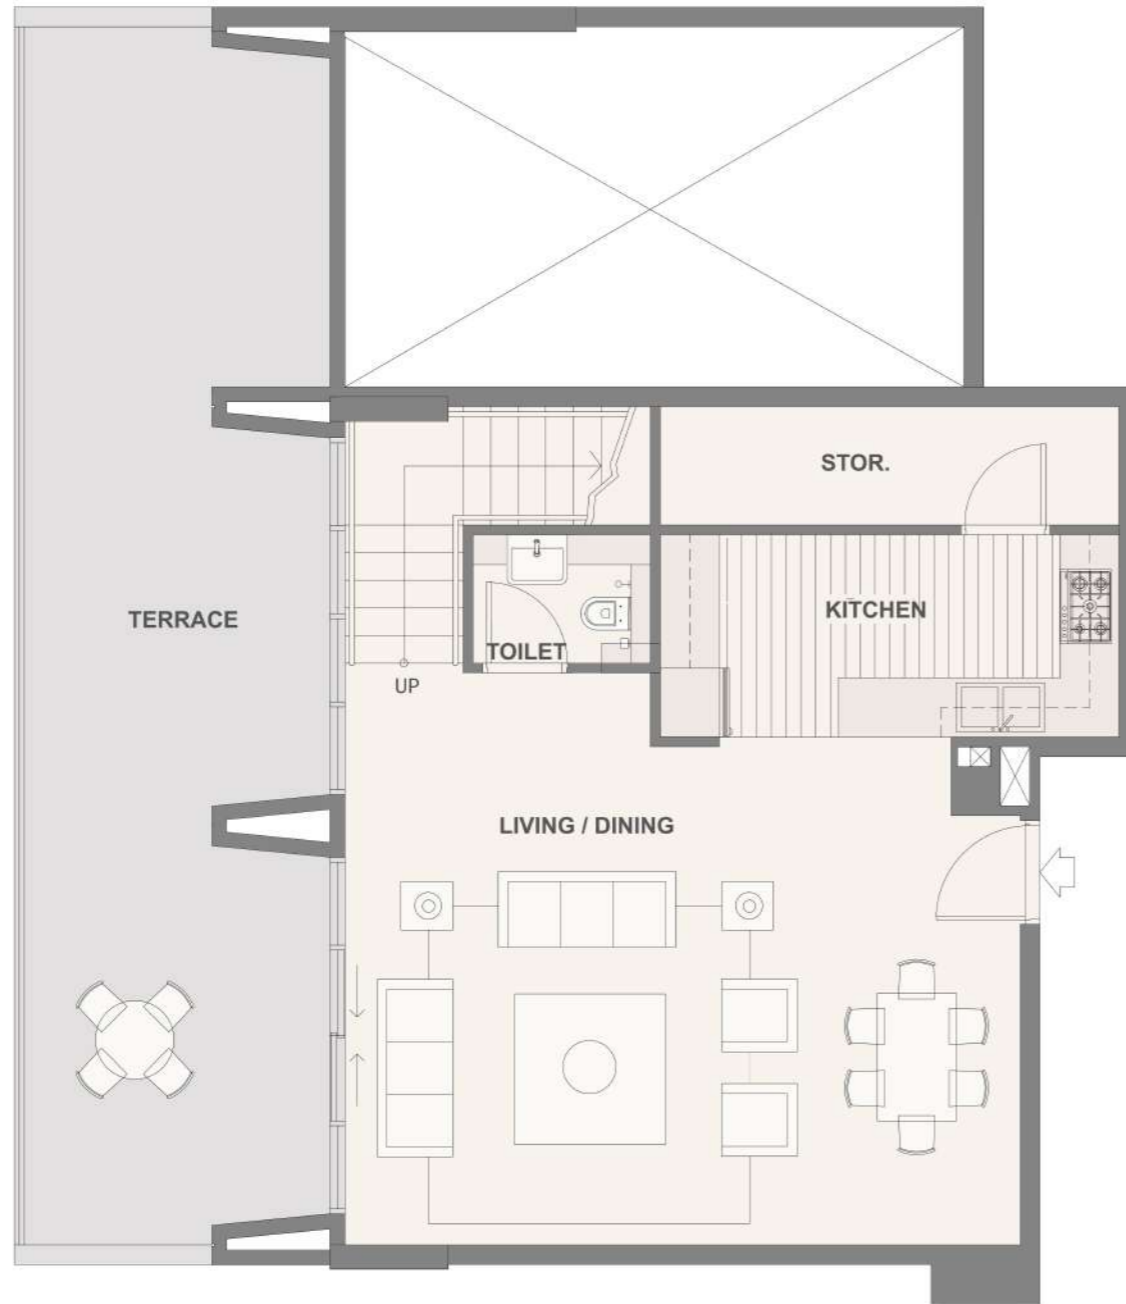 STOR.
TERRACE
KITCHEN
TOILET
UP
LIVING / DINING